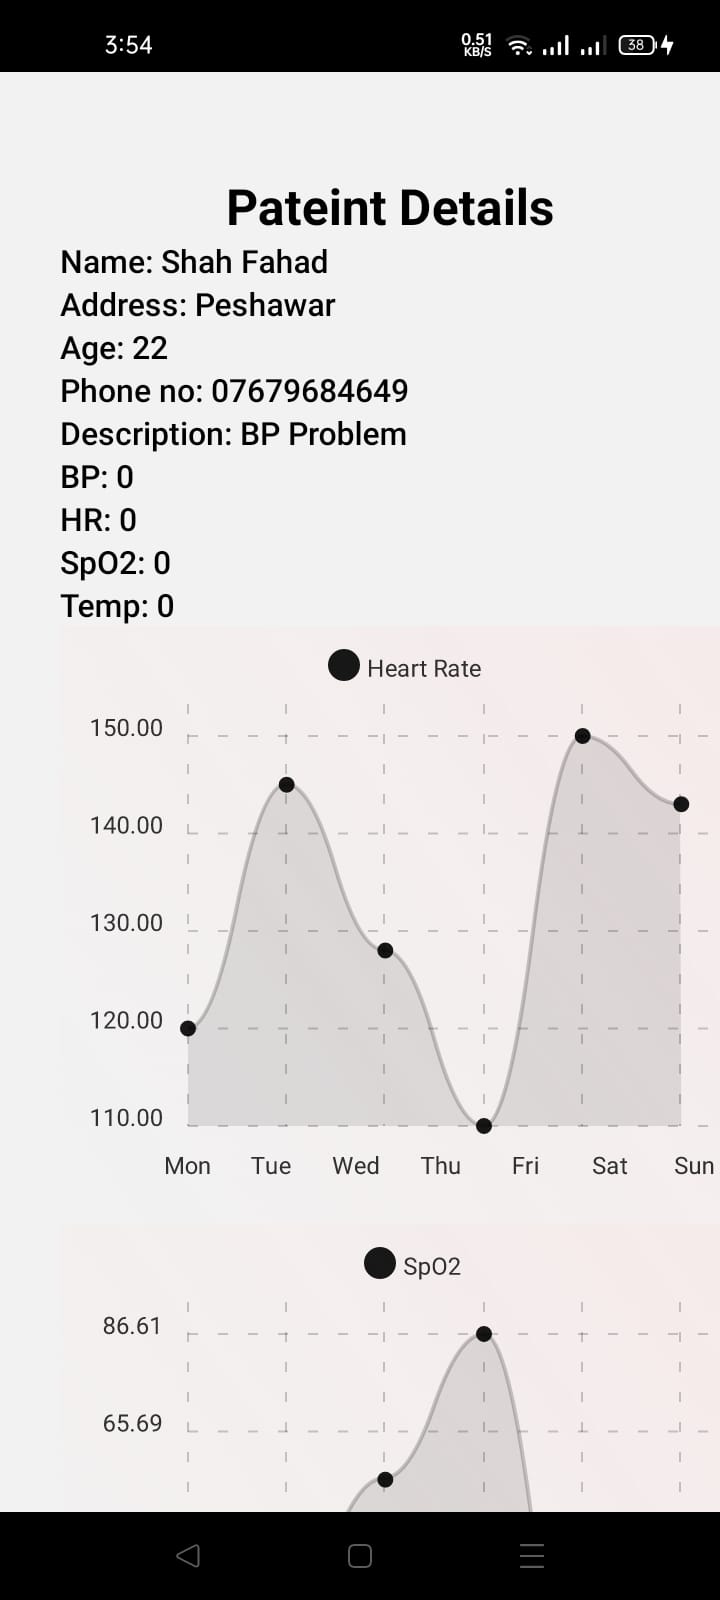 3:54
0.51
KB/S
38
Pateint Details
Name: Shah Fahad
Address: Peshawar
Age: 22
Phone no: 07679684649
Description: BP Problem
BP: 0
HR: 0
SpO2: 0
Temp: 0
Heart Rate
150.00
140.00
130.00
120.00
110.00
Mon Tue Wed Thu Fri Sat Sun
SpO2
86.61
65.69